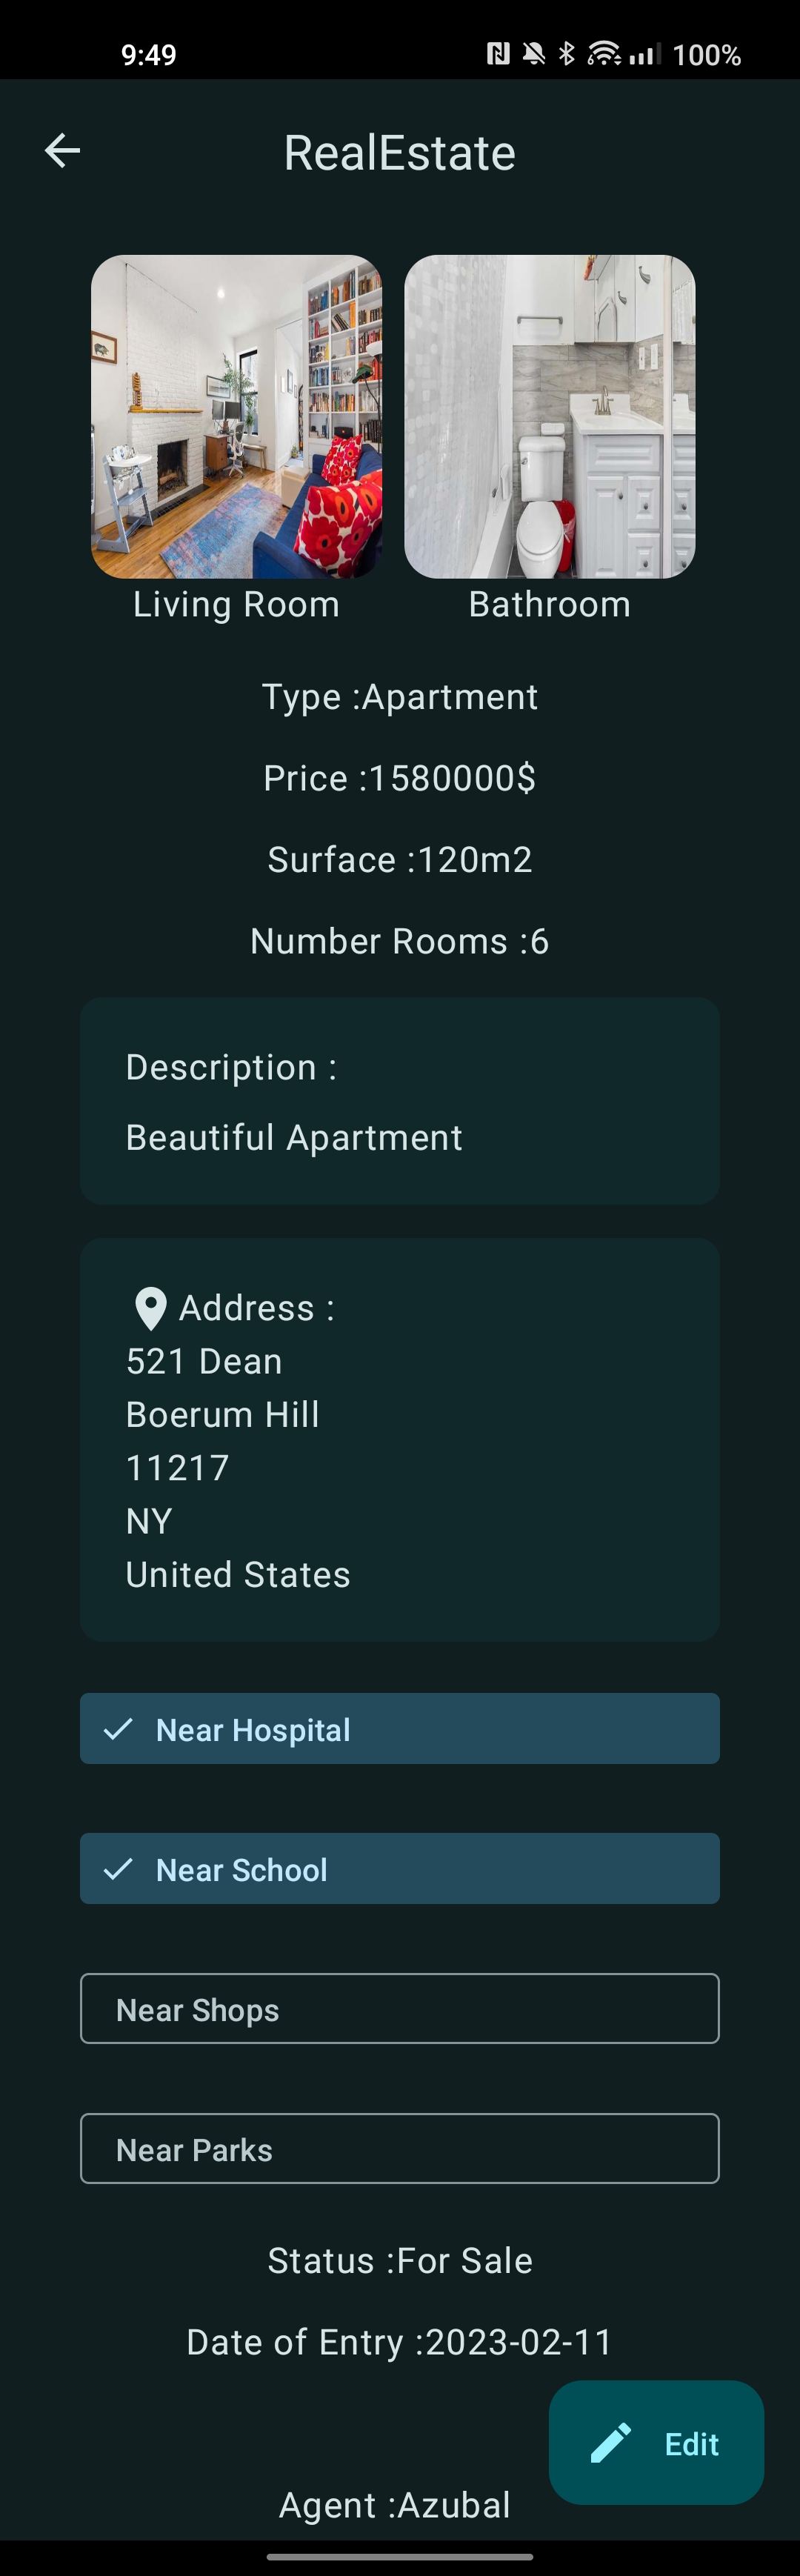 9:49
100%
RealEstate
Living Room
Bathroom
Type :Apartment
Price :1580000$
Surface :120m2
Number Rooms :6
Description :
Beautiful Apartment
Address :
521 Dean
Boerum Hill
11217
NY
United States
Near Hospital
Near School
Near Shops
Near Parks
Status :For Sale
Date of Entry :2023-02-11
Edit
Agent :Azubal